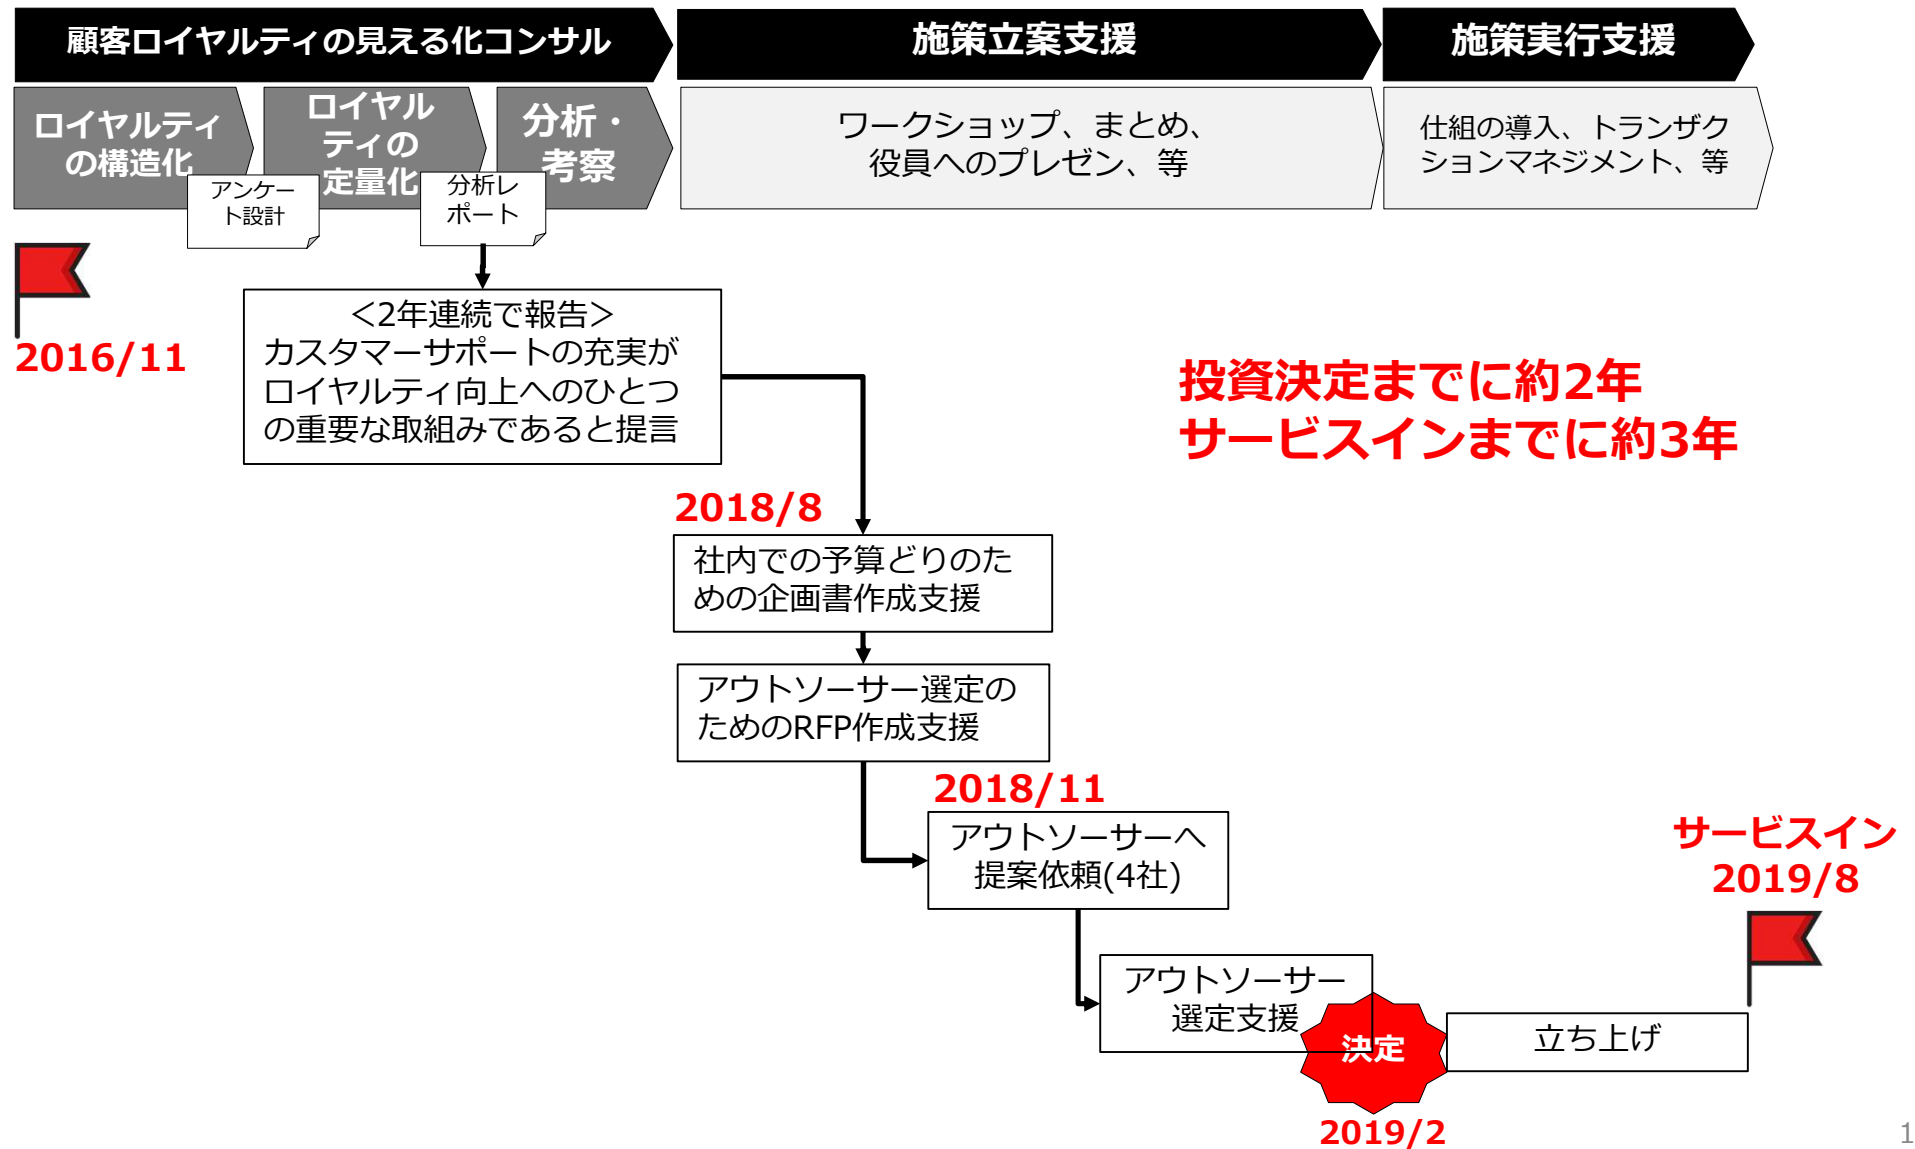 顧客ロイヤルティの見える化コンサル
施策立案支援
施策実行支援
ロイヤルティ
の構造化
ロイヤル
ティの
定量化
分析・
考察
ワークショップ、まとめ、
役員へのプレゼン、等
仕組の導入、トランザク
ションマネジメント、等
アンケー
ト設計
分析レ
ポート
2016/11
＜2年連続で報告＞
カスタマーサポートの充実が
ロイヤルティ向上へのひとつ
の重要な取組みであると提言
投資決定までに約2年
サービスインまでに約3年
2018/8
社内での予算どりのた
めの企画書作成支援
アウトソーサー選定の
ためのRFP作成支援
2018/11
アウトソーサーへ
提案依頼(4社)
サービスイン
2019/8
アウトソーサー
選定支援
決定
立ち上げ
2019/2
1